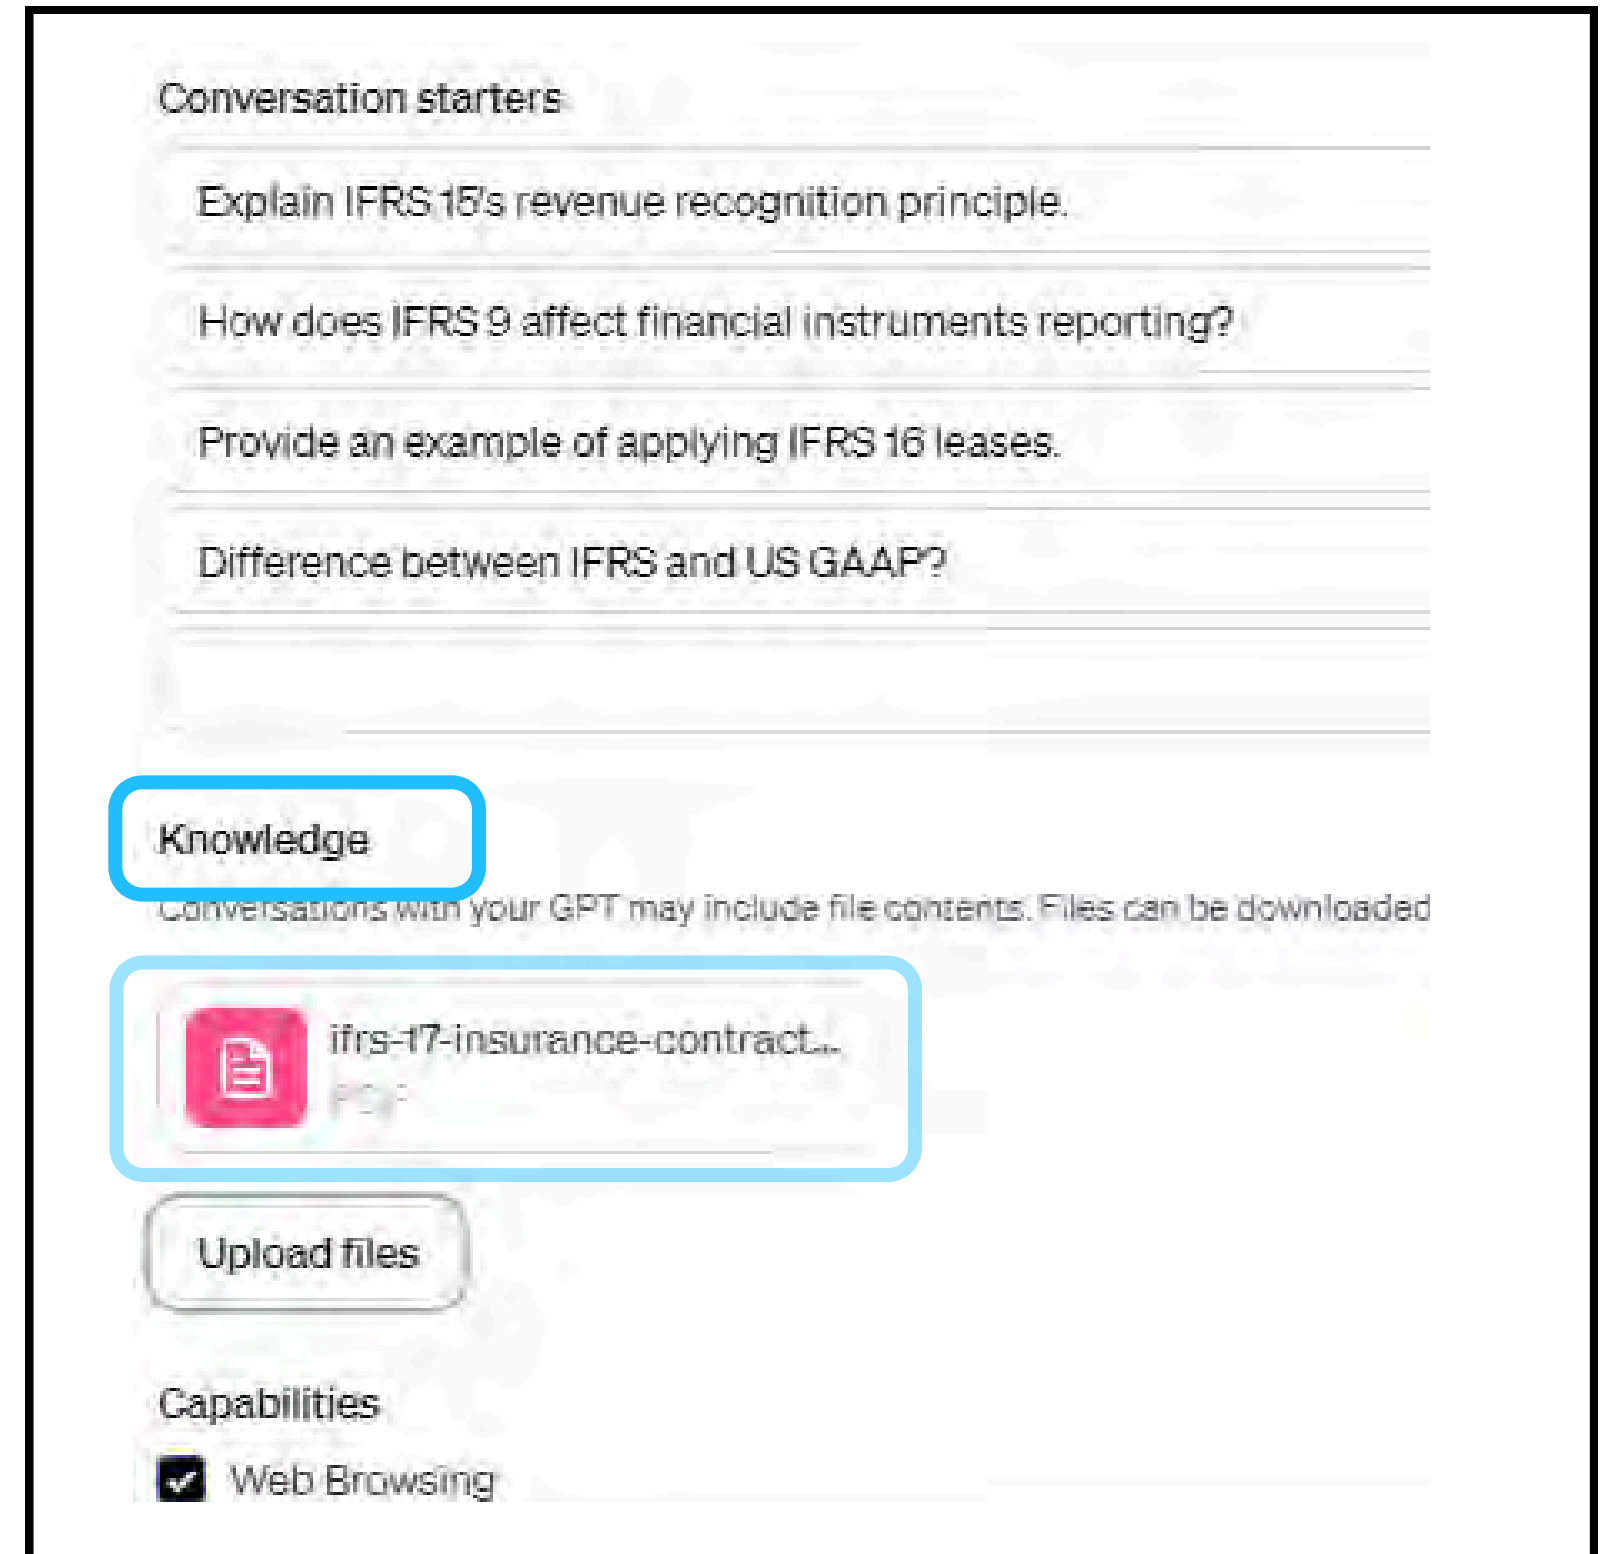 Conversation starters
Explain IFRS 15's revenue recognition principle.
How does IFRS 9 affect financial instruments reporting?
Provide an example of applying IFRS 16 leases.
Difference between IFRS and US GAAP?
Knowledge
Conversations with your GPT may include file contents. Files can be downloaded
ifrs-17-insurance-contract...
PDF
Upload files
Capabilities
Web Browsing